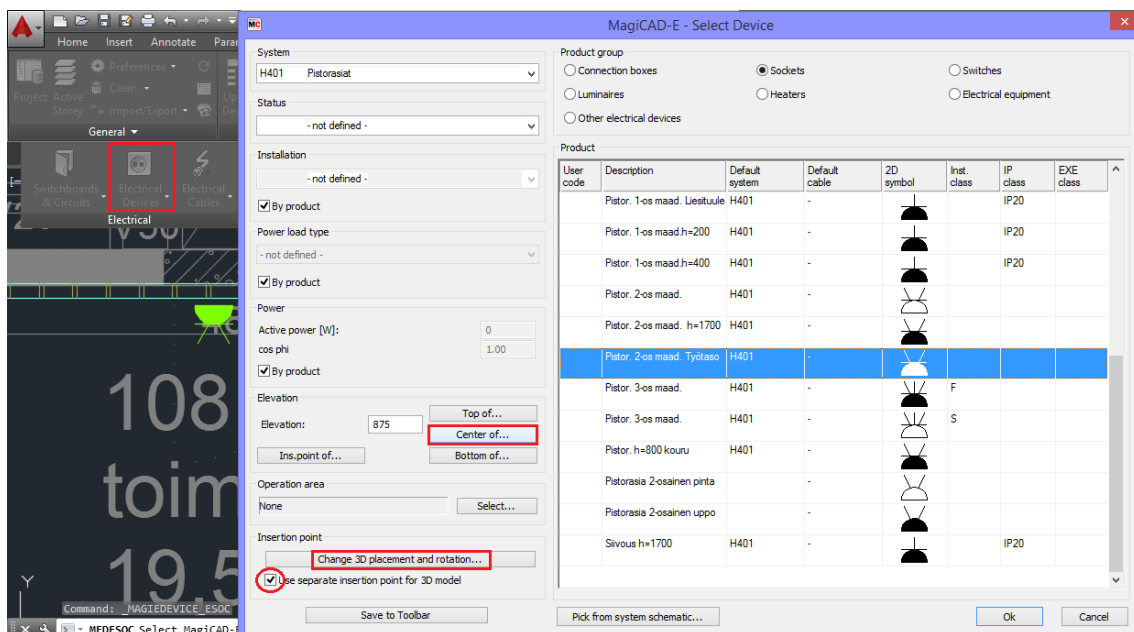 Home Insert Annotate Para
Project Active Storey
Preferences
Clean
Import/Export
General
Switchboards & Circuits
Electrical Devices
Electrical Cables
Electrical
108
toim
19,5
Y
Command: _MAGIEDEVICE_ESOC
MEDESOC Select MagiCAD-E
MC MagiCAD-E - Select Device
System
H401 Pistorasiat
Status
- not defined -
Installation
- not defined -
By product
Power load type
- not defined -
By product
Power
Active power [W]: 0
cos phi 1.00
By product
Elevation
Top of...
Elevation: 875
Center of...
Ins.point of... Bottom of...
Operation area
None Select...
Insertion point
Change 3D placement and rotation...
Use separate insertion point for 3D model
Save to Toolbar
Product group
Connection boxes Sockets Switches
Luminaires Heaters Electrical equipment
Other electrical devices
Product
User code Description Default system Default cable 2D symbol Inst. class IP class EXE class
Pistor. 1-os maad. Liesituule H401 - IP20
Pistor. 1-os maad.h=200 H401 - IP20
Pistor. 1-os maad.h=400 H401 - IP20
Pistor. 2-os maad. H401 -
Pistor. 2-os maad. h=1700 H401 -
Pistor. 2-os maad. Työtaso H401 -
Pistor. 3-os maad. H401 - F
Pistor. 3-os maad. H401 - S
Pistor. h=800 kouru H401 -
Pistorasia 2-osainen pinta -
Pistorasia 2-osainen uppo -
Siivous h=1700 H401 - IP20
Pick from system schematic... Ok Cancel